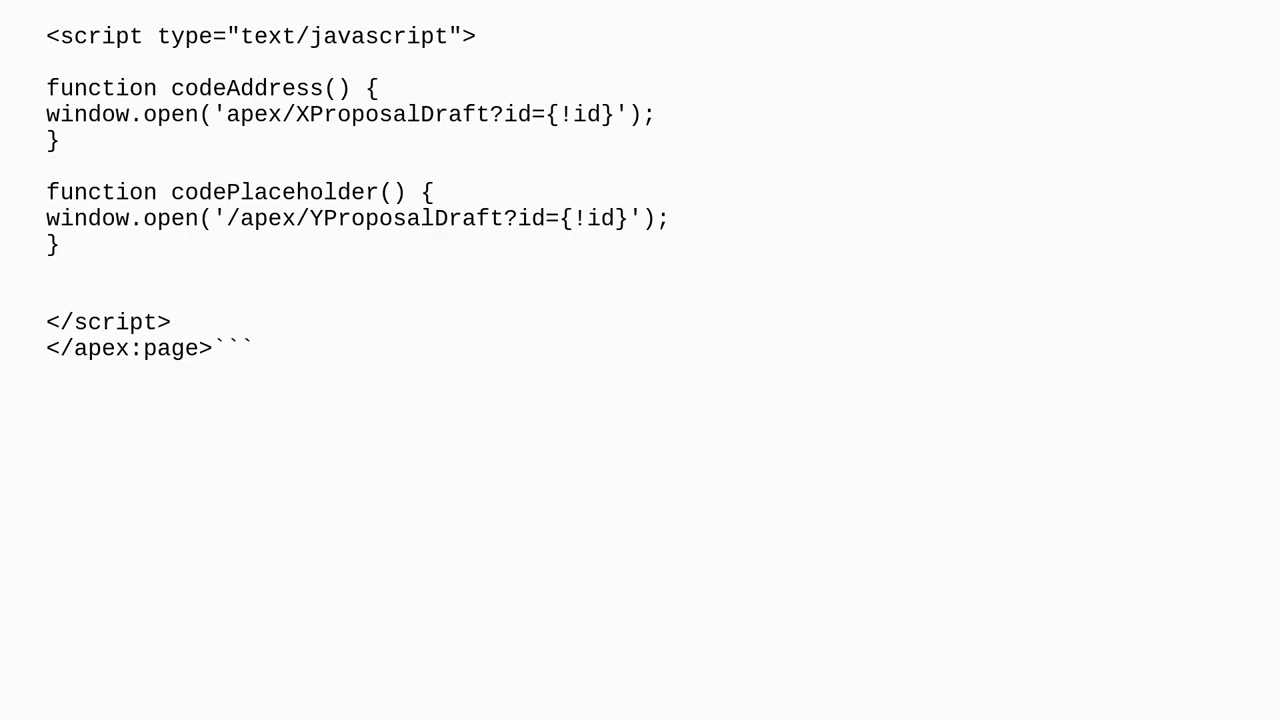 <script type="text/javascript">
function codeAddress() {
window.open('apex/XProposalDraft?id={!id}');
}
function codePlaceholder() {
window.open('/apex/YProposalDraft?id={!id}');
}
</script>
</apex:page>```